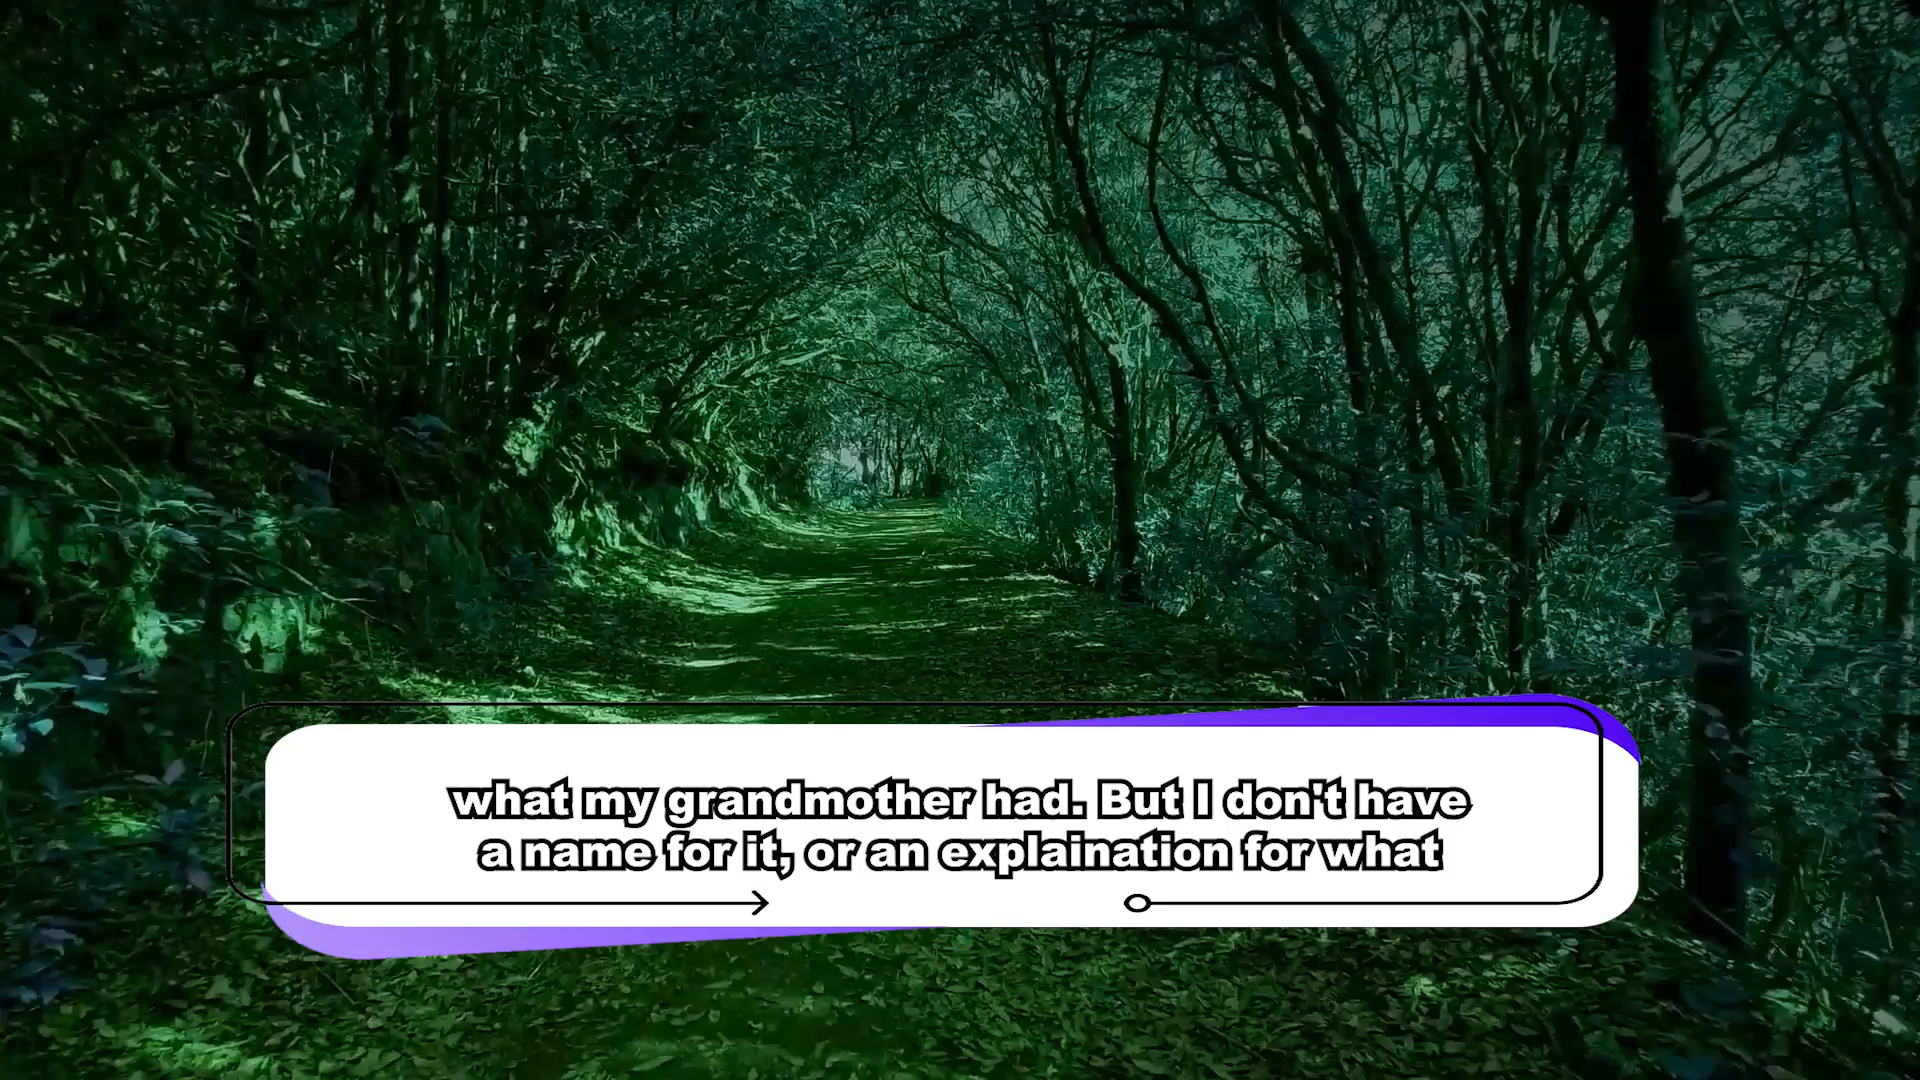 what my grandmother had. But I don't have
a name for it, or an explaination for what